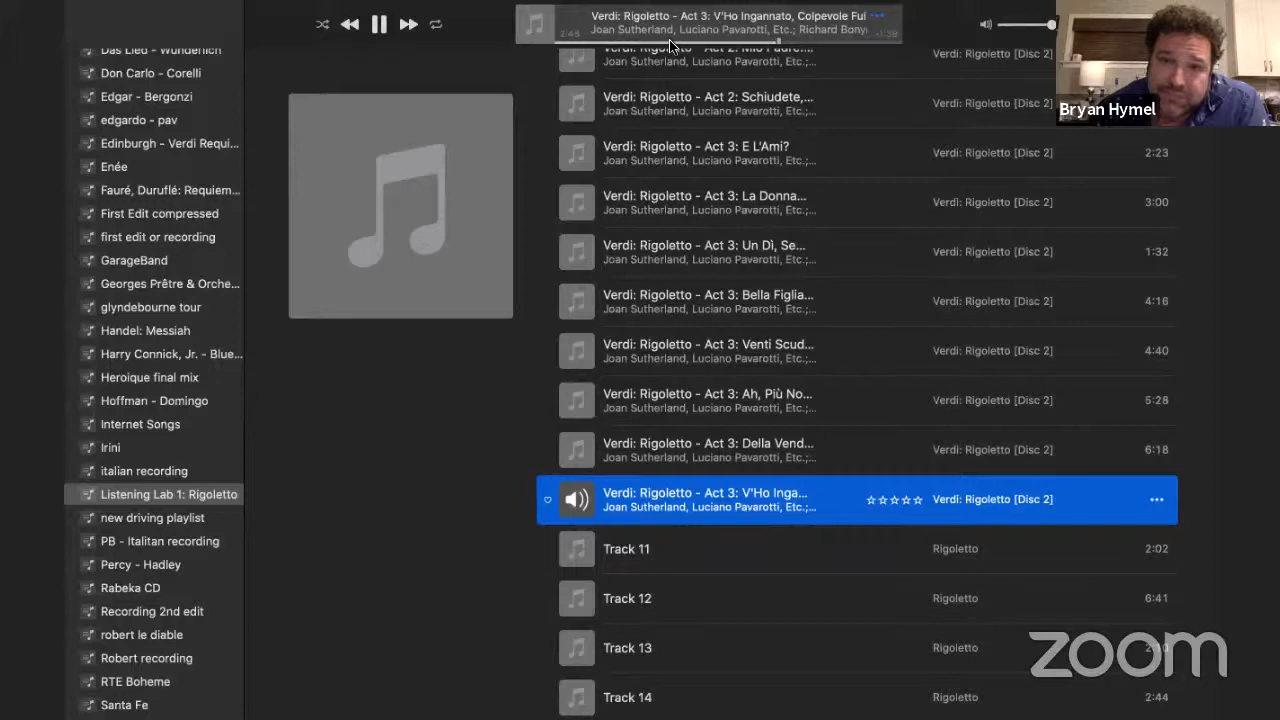 Verdi: Rigoletto - Act 3: V'Ho Ingannato, Colpevole Ful
Joan Sutherland, Luciano Pavarotti, Etc.; Richard Bony
2:48
-1:39
Das Lied - Wunderlich
Don Carlo - Corelli
Edgar - Bergonzi
edgardo - pav
Edinburgh - Verdi Requi...
Enée
Fauré, Duruflé: Requiem...
First Edit compressed
first edit or recording
GarageBand
Georges Prêtre & Orche...
glyndebourne tour
Handel: Messiah
Harry Connick, Jr. - Blue...
Heroique final mix
Hoffman - Domingo
Internet Songs
Irini
italian recording
Listening Lab 1: Rigoletto
new driving playlist
PB - Italitan recording
Percy - Hadley
Rabeka CD
Recording 2nd edit
robert le diable
Robert recording
RTE Boheme
Santa Fe
Joan Sutherland, Luciano Pavarotti, Etc.;...
Verdi: Rigoletto [Disc 2]
Verdi: Rigoletto - Act 2: Schiudete,...
Joan Sutherland, Luciano Pavarotti, Etc.;...
Verdi: Rigoletto [Disc 2]
Verdi: Rigoletto - Act 3: E L'Ami?
Joan Sutherland, Luciano Pavarotti, Etc.;...
Verdi: Rigoletto [Disc 2]
2:23
Verdi: Rigoletto - Act 3: La Donna...
Joan Sutherland, Luciano Pavarotti, Etc.;...
Verdi: Rigoletto [Disc 2]
3:00
Verdi: Rigoletto - Act 3: Un Dì, Se...
Joan Sutherland, Luciano Pavarotti, Etc.;...
Verdi: Rigoletto [Disc 2]
1:32
Verdi: Rigoletto - Act 3: Bella Figlia...
Joan Sutherland, Luciano Pavarotti, Etc.;...
Verdi: Rigoletto [Disc 2]
4:16
Verdi: Rigoletto - Act 3: Venti Scud...
Joan Sutherland, Luciano Pavarotti, Etc.;...
Verdi: Rigoletto [Disc 2]
4:40
Verdi: Rigoletto - Act 3: Ah, Più No...
Joan Sutherland, Luciano Pavarotti, Etc.;...
Verdi: Rigoletto [Disc 2]
5:28
Verdi: Rigoletto - Act 3: Della Vend...
Joan Sutherland, Luciano Pavarotti, Etc.;...
Verdi: Rigoletto [Disc 2]
6:18
Verdi: Rigoletto - Act 3: V'Ho Inga...
Joan Sutherland, Luciano Pavarotti, Etc.;...
Verdi: Rigoletto [Disc 2]
Track 11
Rigoletto
2:02
Track 12
Rigoletto
6:41
Track 13
Rigoletto
Track 14
Rigoletto
2:44
Bryan Hymel
zoom